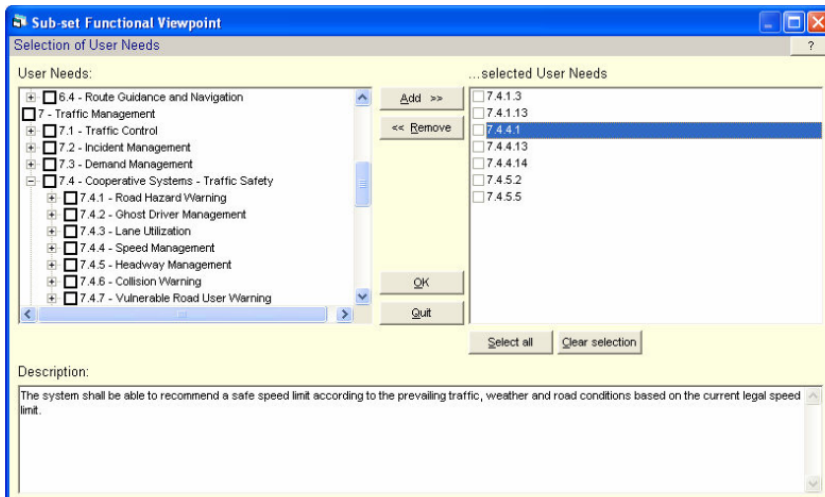 Sub-set Functional Viewpoint
Selection of User Needs
?
User Needs:
...selected User Needs
6.4 - Route Guidance and Navigation
7 - Traffic Management
7.1 - Traffic Control
7.2 - Incident Management
7.3 - Demand Management
7.4 - Cooperative Systems - Traffic Safety
7.4.1 - Road Hazard Warning
7.4.2 - Ghost Driver Management
7.4.3 - Lane Utilization
7.4.4 - Speed Management
7.4.5 - Headway Management
7.4.6 - Collision Warning
7.4.7 - Vulnerable Road User Warning
Add >>
<< Remove
OK
Quit
7.4.1.3
7.4.1.13
7.4.4.1
7.4.4.13
7.4.4.14
7.4.5.2
7.4.5.5
Select all
Clear selection
Description:
The system shall be able to recommend a safe speed limit according to the prevailing traffic, weather and road conditions based on the current legal speed
limit.